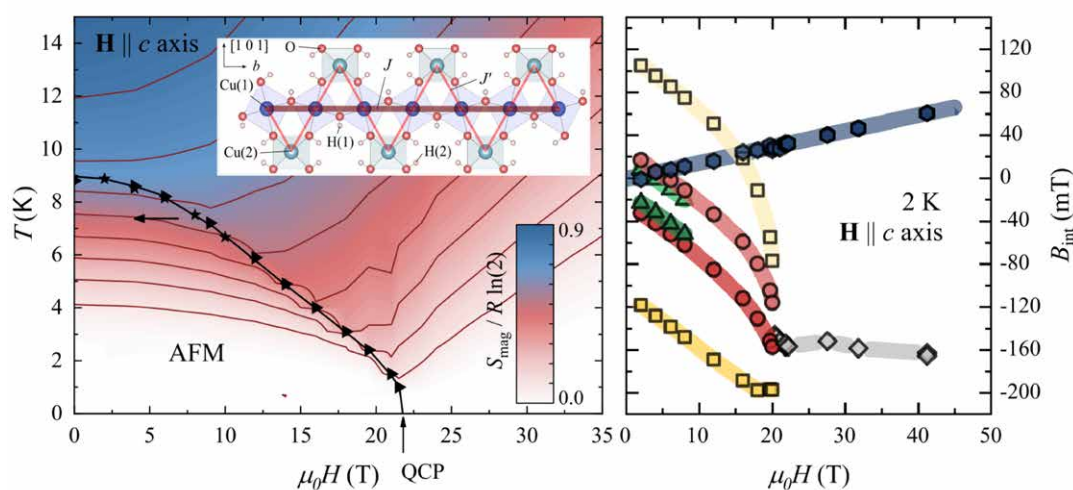 H || c axis
[1 0 1]
b
O
J
J'
Cu(1)
H(1)
H(2)
Cu(2)
AFM
S_mag / R ln(2)
0.9
0.0
T (K)
14
12
10
8
6
4
2
0
0 5 10 15 20 25 30 35
μ₀H (T)
QCP
2 K
H || c axis
B_int (mT)
120
80
40
0
-40
-80
-120
-160
-200
0 10 20 30 40 50
μ₀H (T)